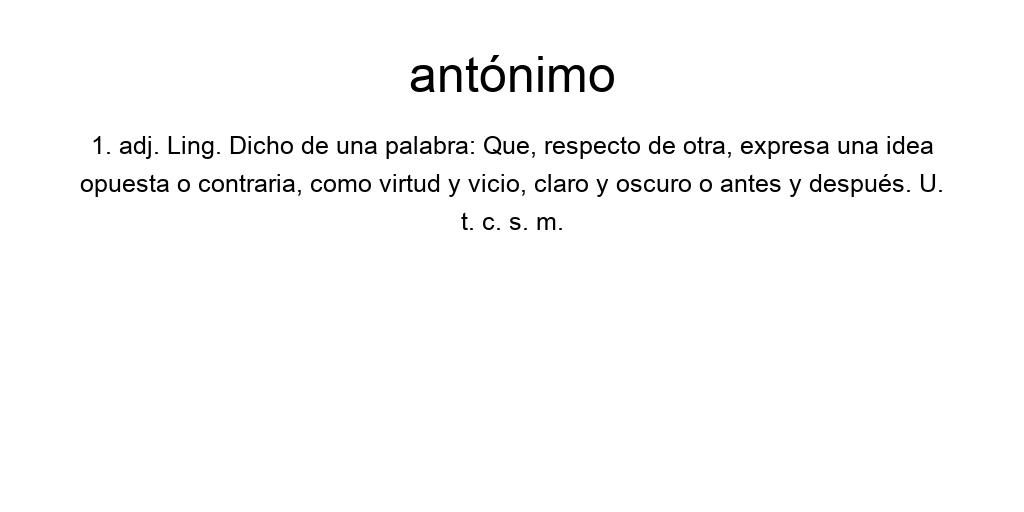 antónimo
1. adj. Ling. Dicho de una palabra: Que, respecto de otra, expresa una idea
opuesta o contraria, como virtud y vicio, claro y oscuro o antes y después. U.
t. c. s. m.